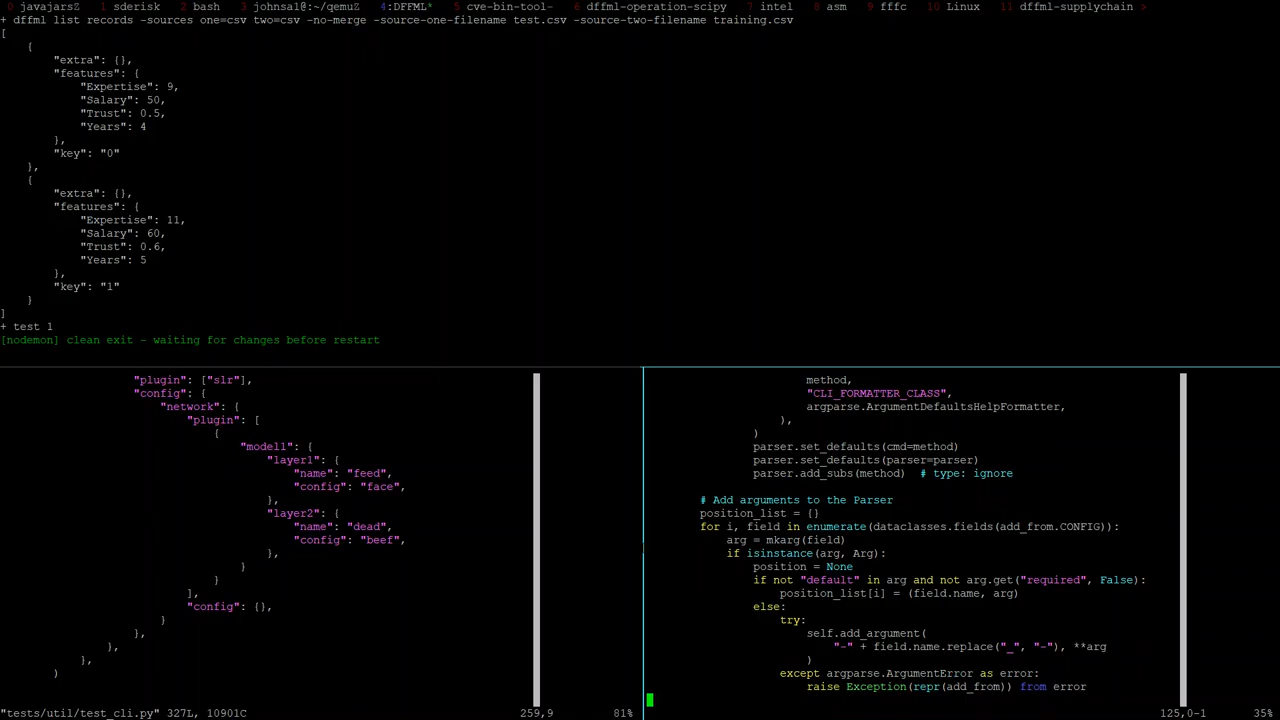 0 javajarsZ 1 sderisk 2 bash 3 johnsa1@:~/qemuZ 4:DFFML* 5 cve-bin-tool- 6 dffml-operation-scipy 7 intel 8 asm 9 fffc 10 Linux 11 dffml-supplychain >
+ dffml list records -sources one=csv two=csv -no-merge -source-one-filename test.csv -source-two-filename training.csv
[
{
"extra": {},
"features": {
"Expertise": 9,
"Salary": 50,
"Trust": 0.5,
"Years": 4
},
"key": "0"
},
{
"extra": {},
"features": {
"Expertise": 11,
"Salary": 60,
"Trust": 0.6,
"Years": 5
},
"key": "1"
}
]
+ test 1
[nodemon] clean exit - waiting for changes before restart
"plugin": ["slr"],
"config": {
"network": {
"plugin": [
{
"model1": {
"layer1": {
"name": "feed",
"config": "face",
},
"layer2": {
"name": "dead",
"config": "beef",
},
}
}
],
"config": {},
}
},
},
},
)
"tests/util/test_cli.py" 327L, 10901C 259,9 81%
method,
"CLI_FORMATTER_CLASS",
argparse.ArgumentDefaultsHelpFormatter,
),
)
parser.set_defaults(cmd=method)
parser.set_defaults(parser=parser)
parser.add_subs(method) # type: ignore
# Add arguments to the Parser
position_list = {}
for i, field in enumerate(dataclasses.fields(add_from.CONFIG)):
arg = mkarg(field)
if isinstance(arg, Arg):
position = None
if not "default" in arg and not arg.get("required", False):
position_list[i] = (field.name, arg)
else:
try:
self.add_argument(
"-" + field.name.replace("_", "-"), **arg
)
except argparse.ArgumentError as error:
raise Exception(repr(add_from)) from error
125,0-1 35%